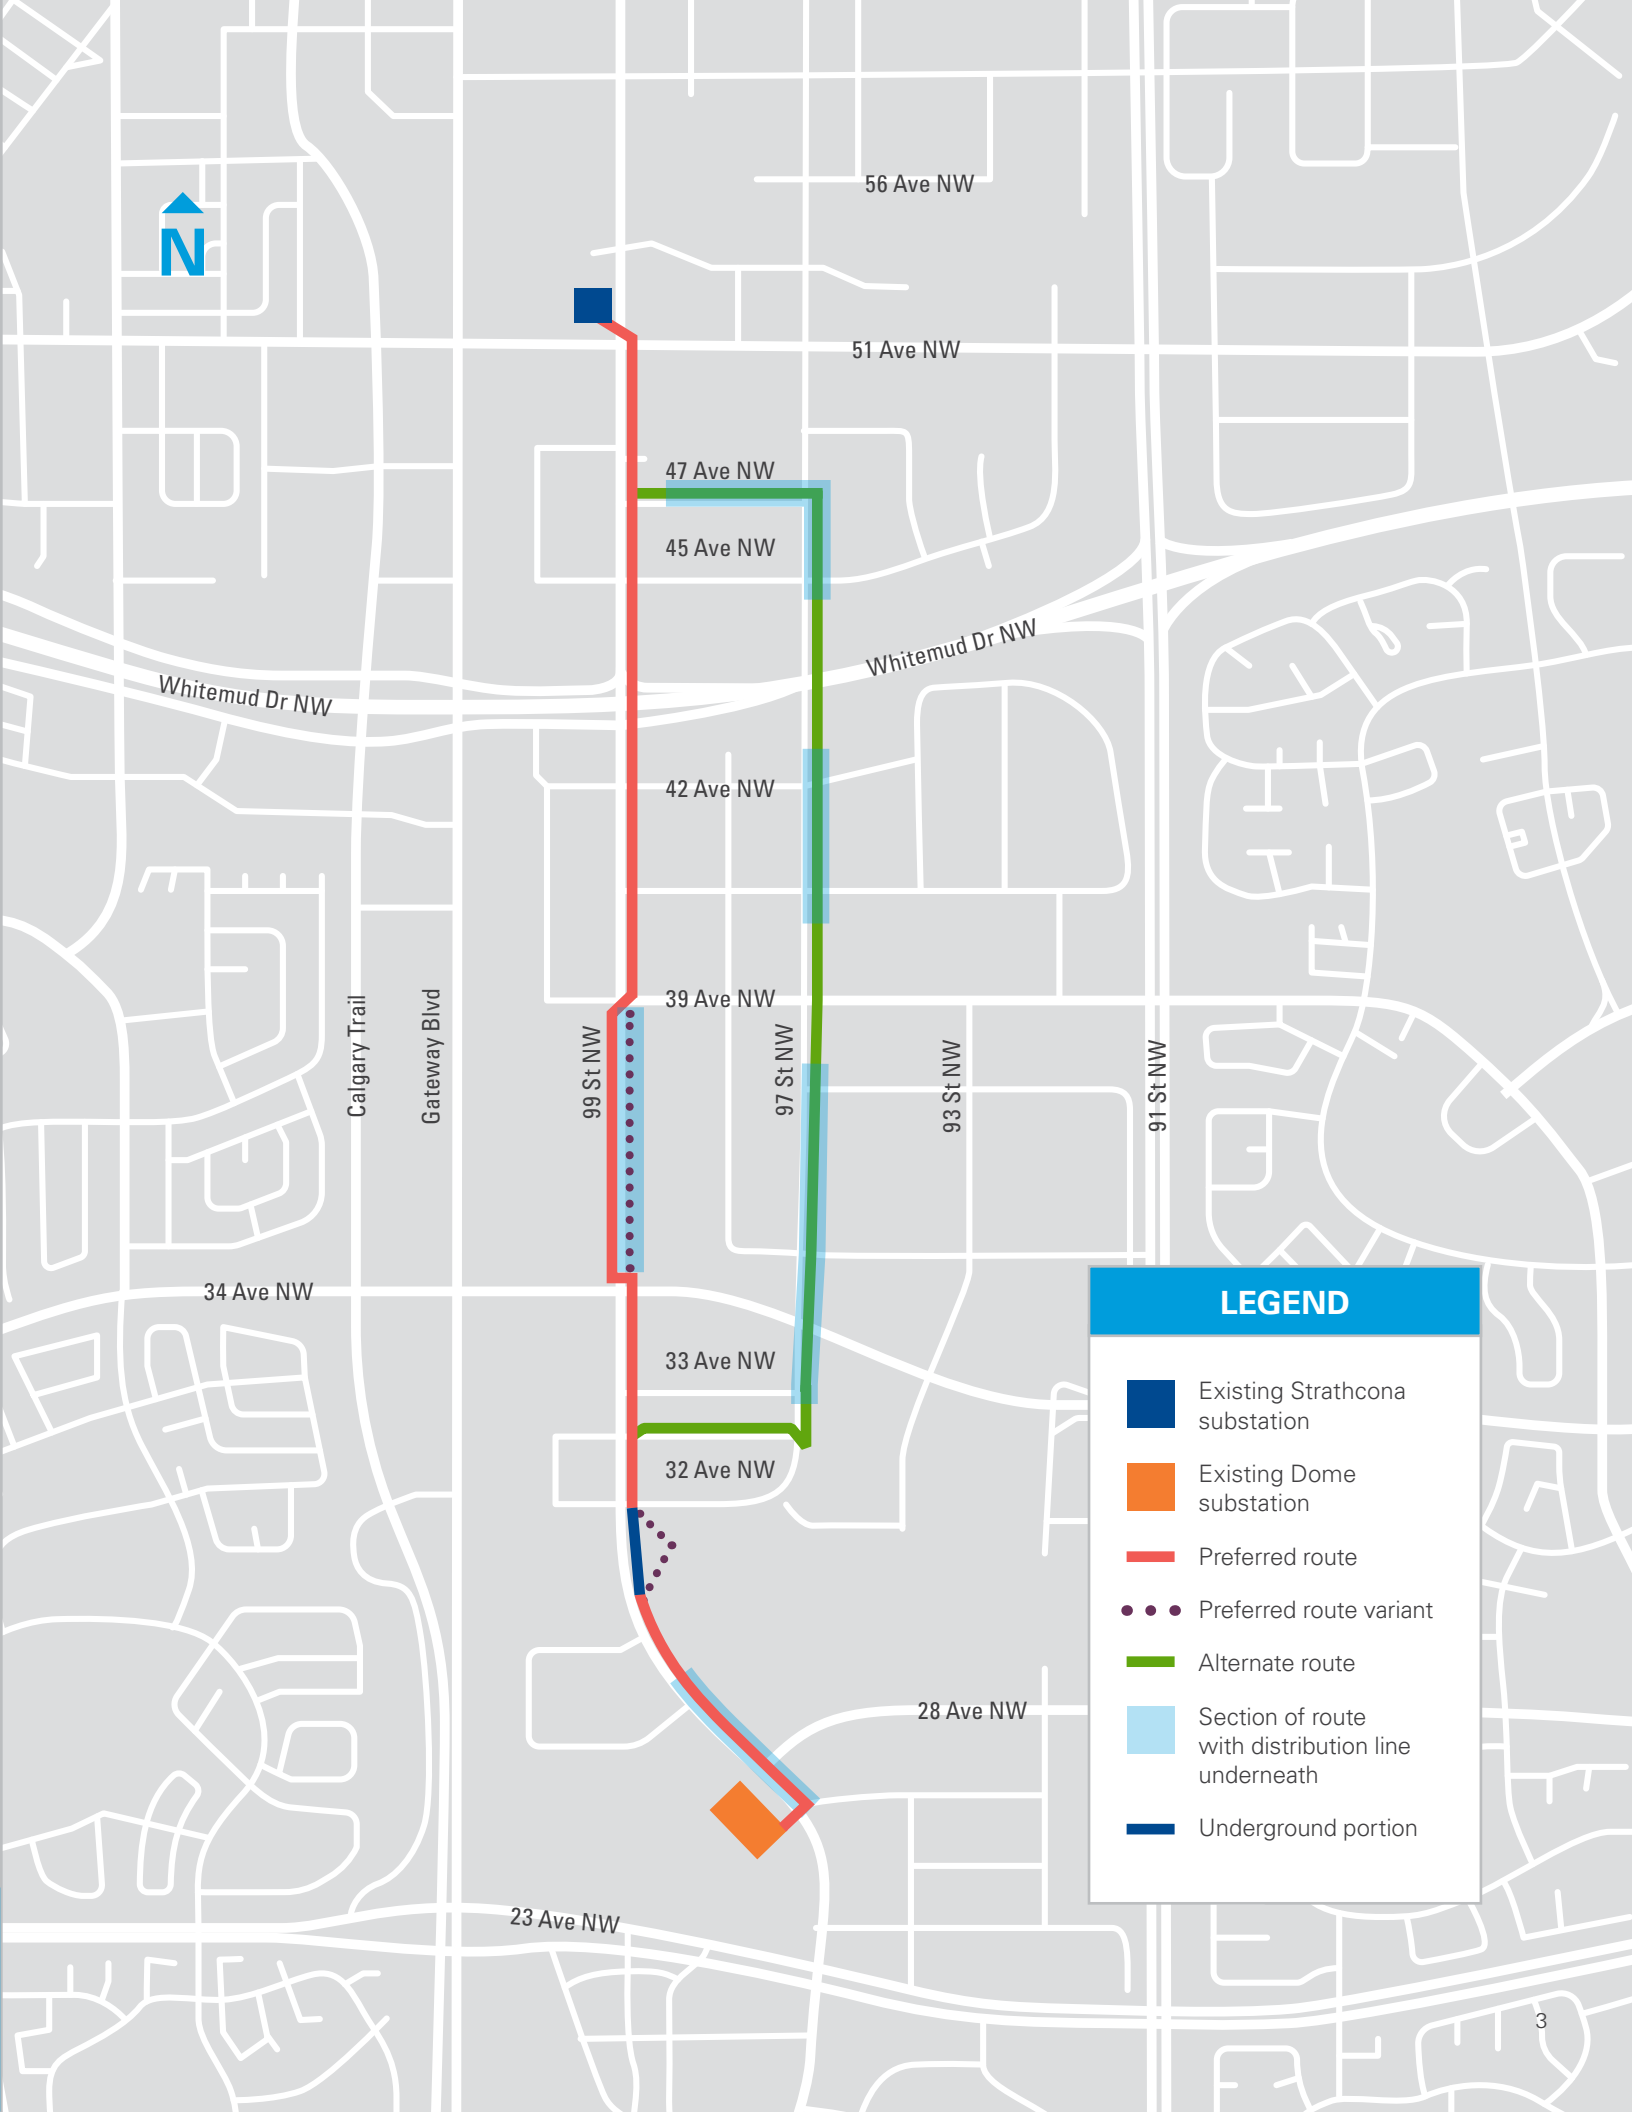 56 Ave NW
N
51 Ave NW
47 Ave NW
45 Ave NW
Whitemud Dr NW
Whitemud Dr NW
42 Ave NW
39 Ave NW
Calgary Trail
Gateway Blvd
99 St NW
97 St NW
93 St NW
91 St NW
34 Ave NW
33 Ave NW
32 Ave NW
28 Ave NW
23 Ave NW
LEGEND
Existing Strathcona
substation
Existing Dome
substation
Preferred route
Preferred route variant
Alternate route
Section of route
with distribution line
underneath
Underground portion
3